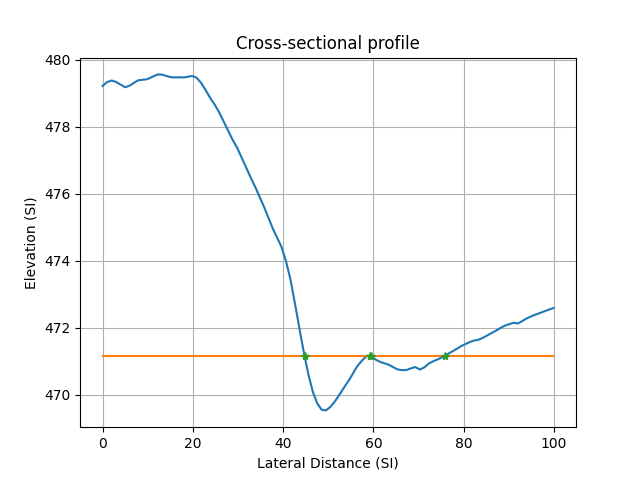 Cross-sectional profile
480
478
476
474
472
470
Elevation (SI)
0 20 40 60 80 100
Lateral Distance (SI)